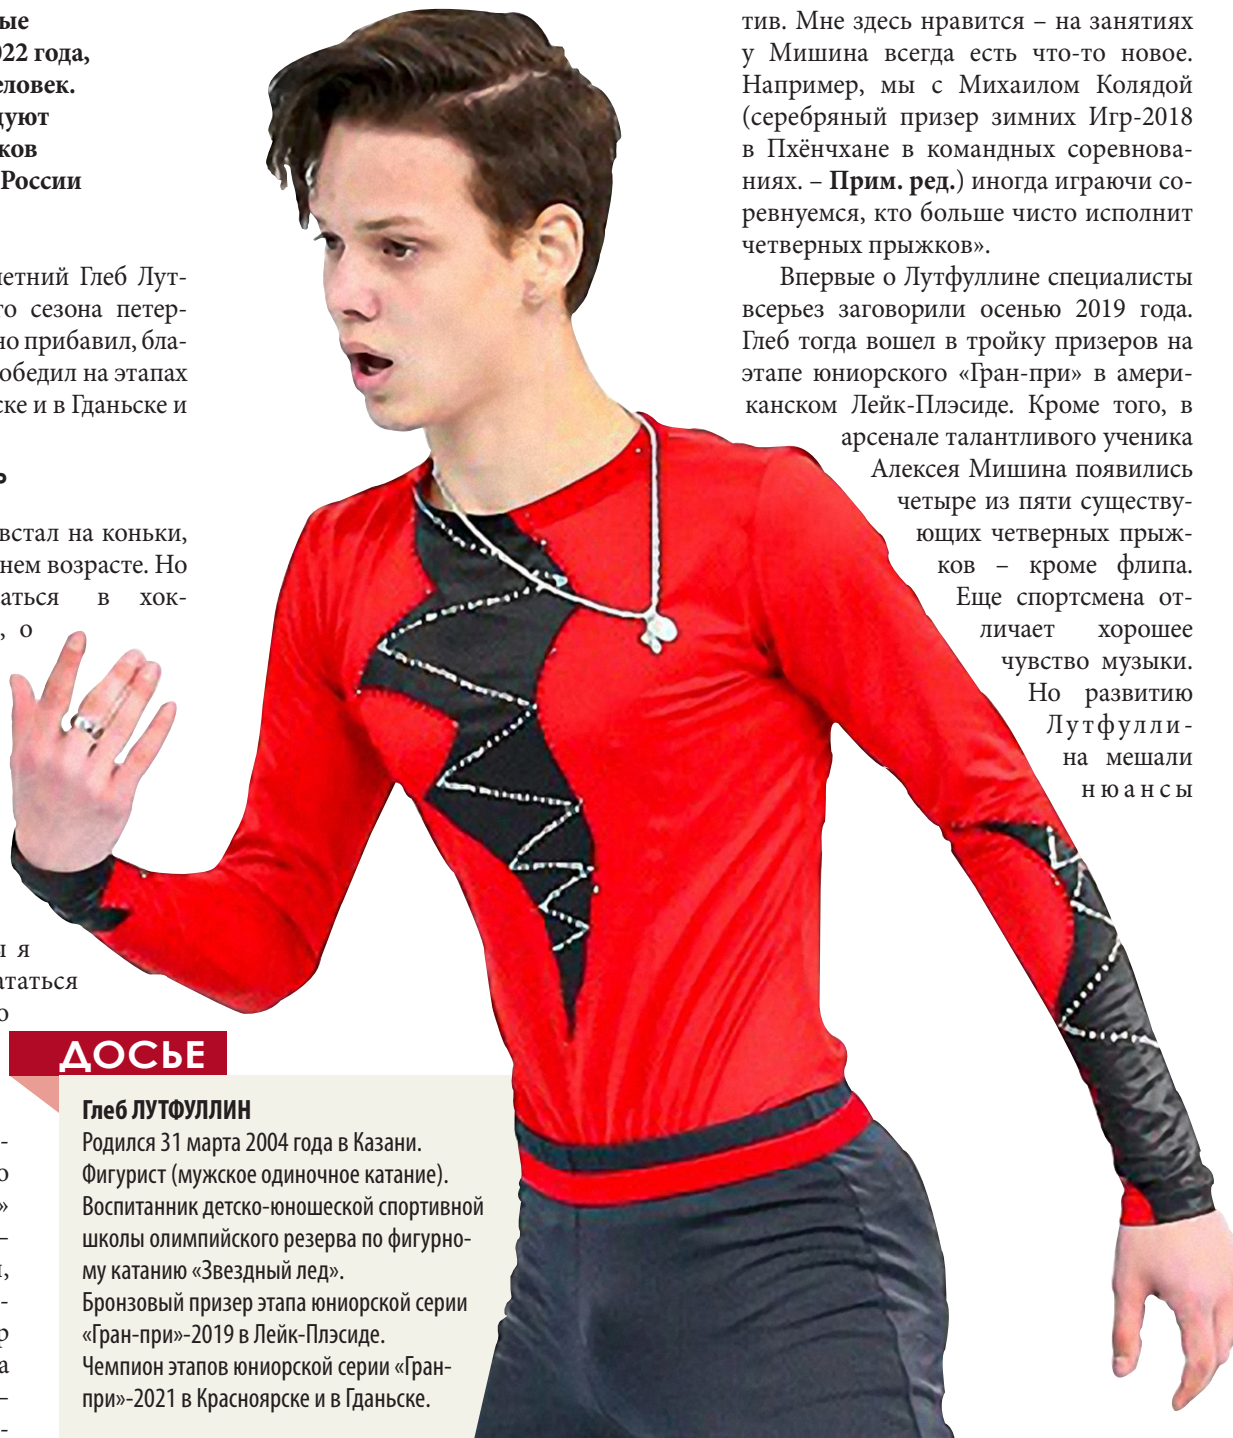 ые
022 года,
еловек.
дуют
ков
России
летний Глеб Лут-
го сезона петер-
но прибавил, бла-
обедил на этапах
ске и в Гданьске и
ь
встал на коньки,
нем возрасте. Но
аться в хок-
, о
я
ататься
о
-
о
»
–
,
-
р
а
–
-
тив. Мне здесь нравится – на занятиях
у Мишина всегда есть что-то новое.
Например, мы с Михаилом Колядой
(серебряный призер зимних Игр-2018
в Пхёнчхане в командных соревнова-
ниях. – Прим. ред.) иногда играючи со-
ревнуемся, кто больше чисто исполнит
четверных прыжков».
Впервые о Лутфуллине специалисты
всерьез заговорили осенью 2019 года.
Глеб тогда вошел в тройку призеров на
этапе юниорского «Гран-при» в амери-
канском Лейк-Плэсиде. Кроме того, в
арсенале талантливого ученика
Алексея Мишина появились
четыре из пяти существу-
ющих четверных прыж-
ков – кроме флипа.
Еще спортсмена от-
личает хорошее
чувство музыки.
Но развитию
Лутфулли-
на мешали
нюансы
ДОСЬЕ
Глеб ЛУТФУЛЛИН
Родился 31 марта 2004 года в Казани.
Фигурист (мужское одиночное катание).
Воспитанник детско-юношеской спортивной
школы олимпийского резерва по фигурно-
му катанию «Звездный лед».
Бронзовый призер этапа юниорской серии
«Гран-при»-2019 в Лейк-Плэсиде.
Чемпион этапов юниорской серии «Гран-
при»-2021 в Красноярске и в Гданьске.